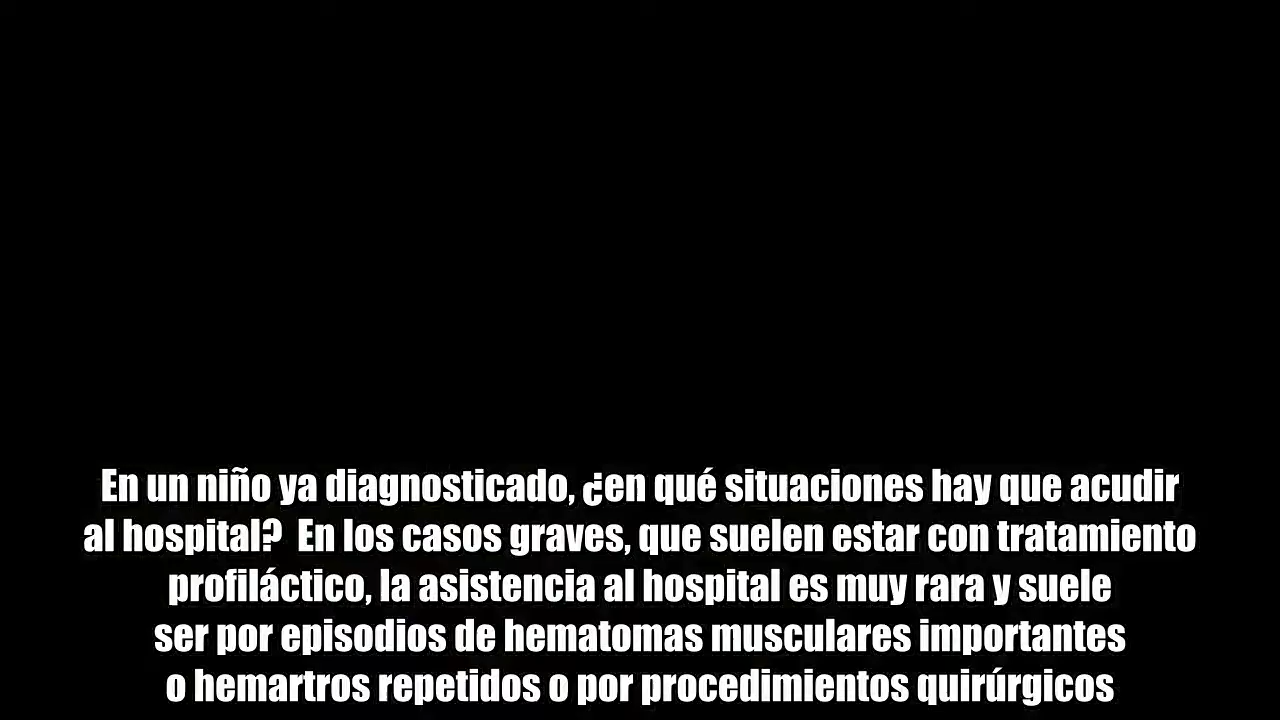 En un niño ya diagnosticado, ¿en qué situaciones hay que acudir
al hospital?  En los casos graves, que suelen estar con tratamiento
profiláctico, la asistencia al hospital es muy rara y suele
ser por episodios de hematomas musculares importantes
o hemartros repetidos o por procedimientos quirúrgicos